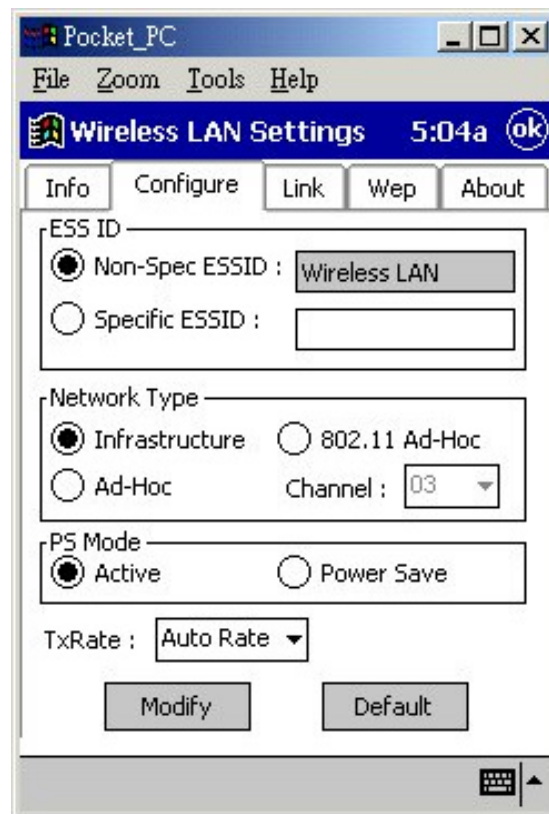 Pocket_PC
File Zoom Tools Help
Wireless LAN Settings 5:04a ok
Info Configure Link Wep About
ESS ID
Non-Spec ESSID : Wireless LAN
Specific ESSID :
Network Type
Infrastructure 802.11 Ad-Hoc
Ad-Hoc Channel : 03
PS Mode
Active Power Save
TxRate : Auto Rate
Modify Default